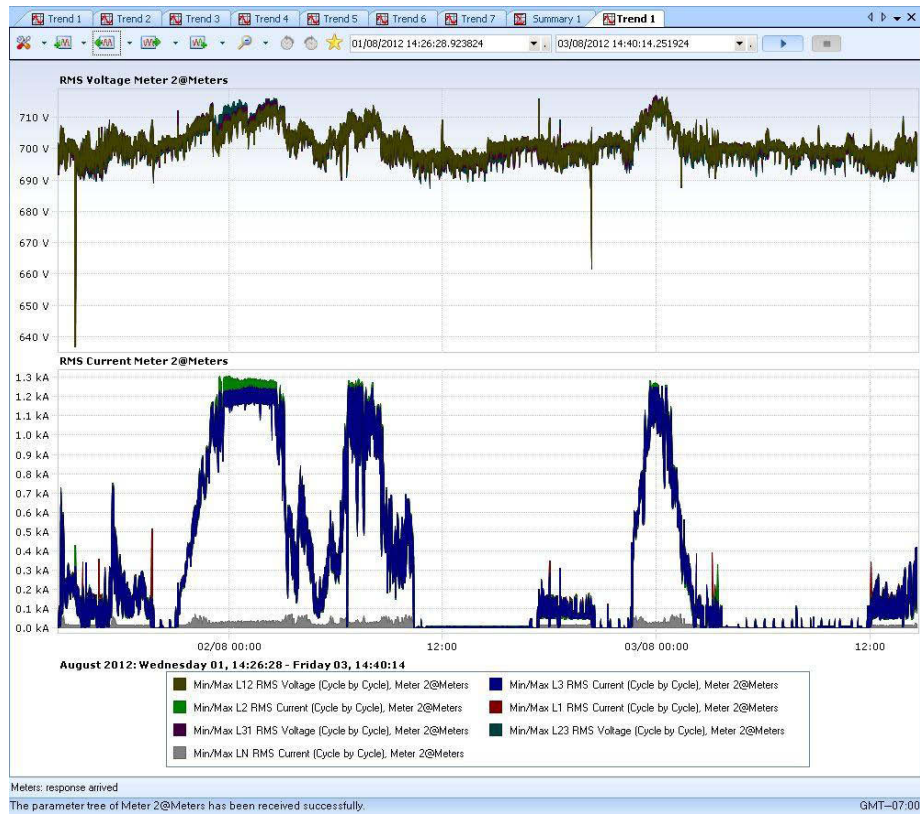 Trend 1 Trend 2 Trend 3 Trend 4 Trend 5 Trend 6 Trend 7 Summary 1 Trend 1
01/08/2012 14:26:28.923824 03/08/2012 14:40:14.251924
RMS Voltage Meter 2@Meters
710 V
700 V
690 V
680 V
670 V
660 V
650 V
640 V
RMS Current Meter 2@Meters
1.3 kA
1.2 kA
1.1 kA
1.0 kA
0.9 kA
0.8 kA
0.7 kA
0.6 kA
0.5 kA
0.4 kA
0.3 kA
0.2 kA
0.1 kA
0.0 kA
02/08 00:00 12:00 03/08 00:00 12:00
August 2012: Wednesday 01, 14:26:28 - Friday 03, 14:40:14
Min/Max L12 RMS Voltage (Cycle by Cycle), Meter 2@Meters Min/Max L3 RMS Current (Cycle by Cycle), Meter 2@Meters
Min/Max L2 RMS Current (Cycle by Cycle), Meter 2@Meters Min/Max L1 RMS Current (Cycle by Cycle), Meter 2@Meters
Min/Max L31 RMS Voltage (Cycle by Cycle), Meter 2@Meters Min/Max L23 RMS Voltage (Cycle by Cycle), Meter 2@Meters
Min/Max LN RMS Current (Cycle by Cycle), Meter 2@Meters
Meters: response arrived
The parameter tree of Meter 2@Meters has been received successfully. GMT-07:00